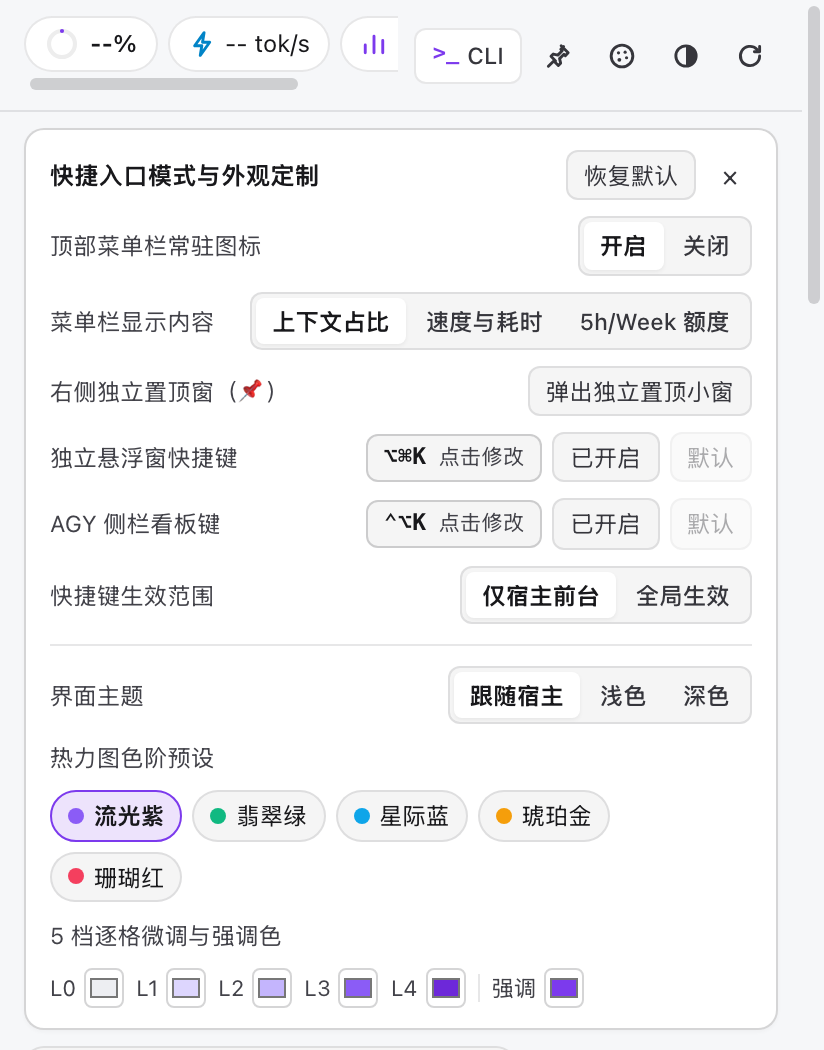 --% -- tok/s >_ CLI
快捷入口模式与外观定制 恢复默认 ×
顶部菜单栏常驻图标 开启 关闭
菜单栏显示内容 上下文占比 速度与耗时 5h/Week 额度
右侧独立置顶窗（📌） 弹出独立置顶小窗
独立悬浮窗快捷键 ⌥⌘K 点击修改 已开启 默认
AGY 侧栏看板键 ^⌥K 点击修改 已开启 默认
快捷键生效范围 仅宿主前台 全局生效
界面主题 跟随宿主 浅色 深色
热力图色阶预设
流光紫 翡翠绿 星际蓝 琥珀金
珊瑚红
5 档逐格微调与强调色
L0 L1 L2 L3 L4 强调